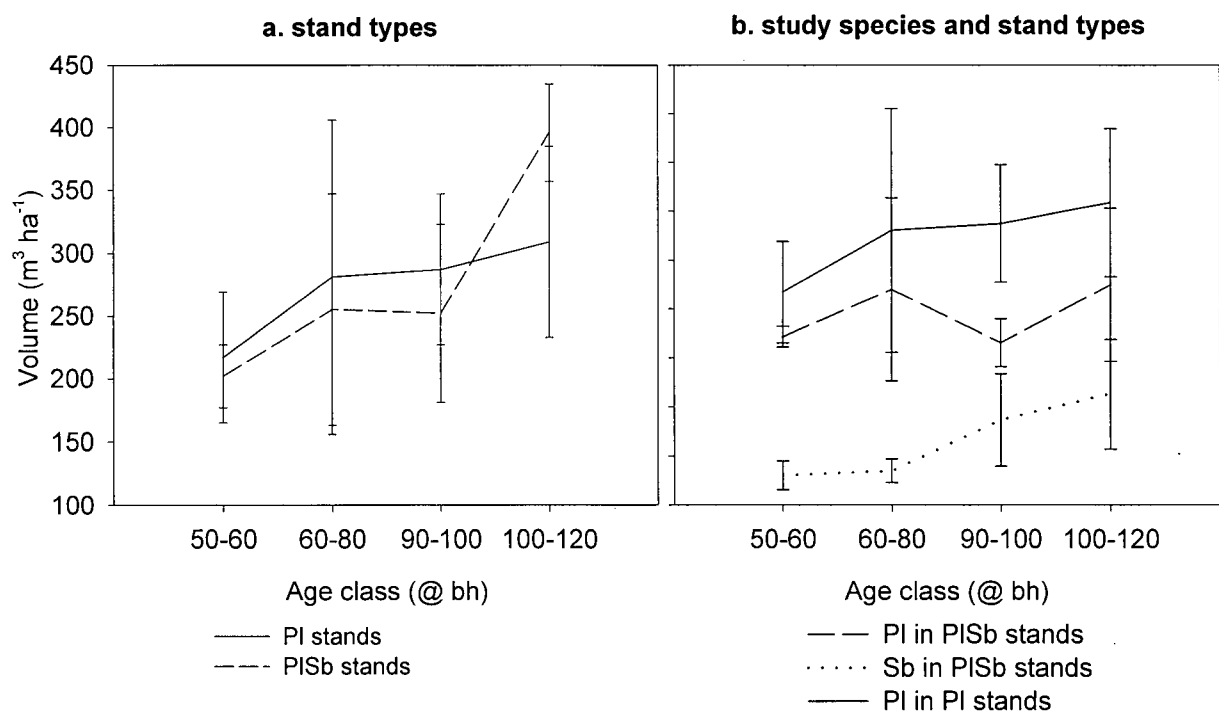 a. stand types
b. study species and stand types
Volume (m³ ha⁻¹)
450
400
350
300
250
200
150
100
50-60 60-80 90-100 100-120
50-60 60-80 90-100 100-120
Age class (@ bh)
Age class (@ bh)
Pl stands
PlSb stands
Pl in PlSb stands
Sb in PlSb stands
Pl in Pl stands